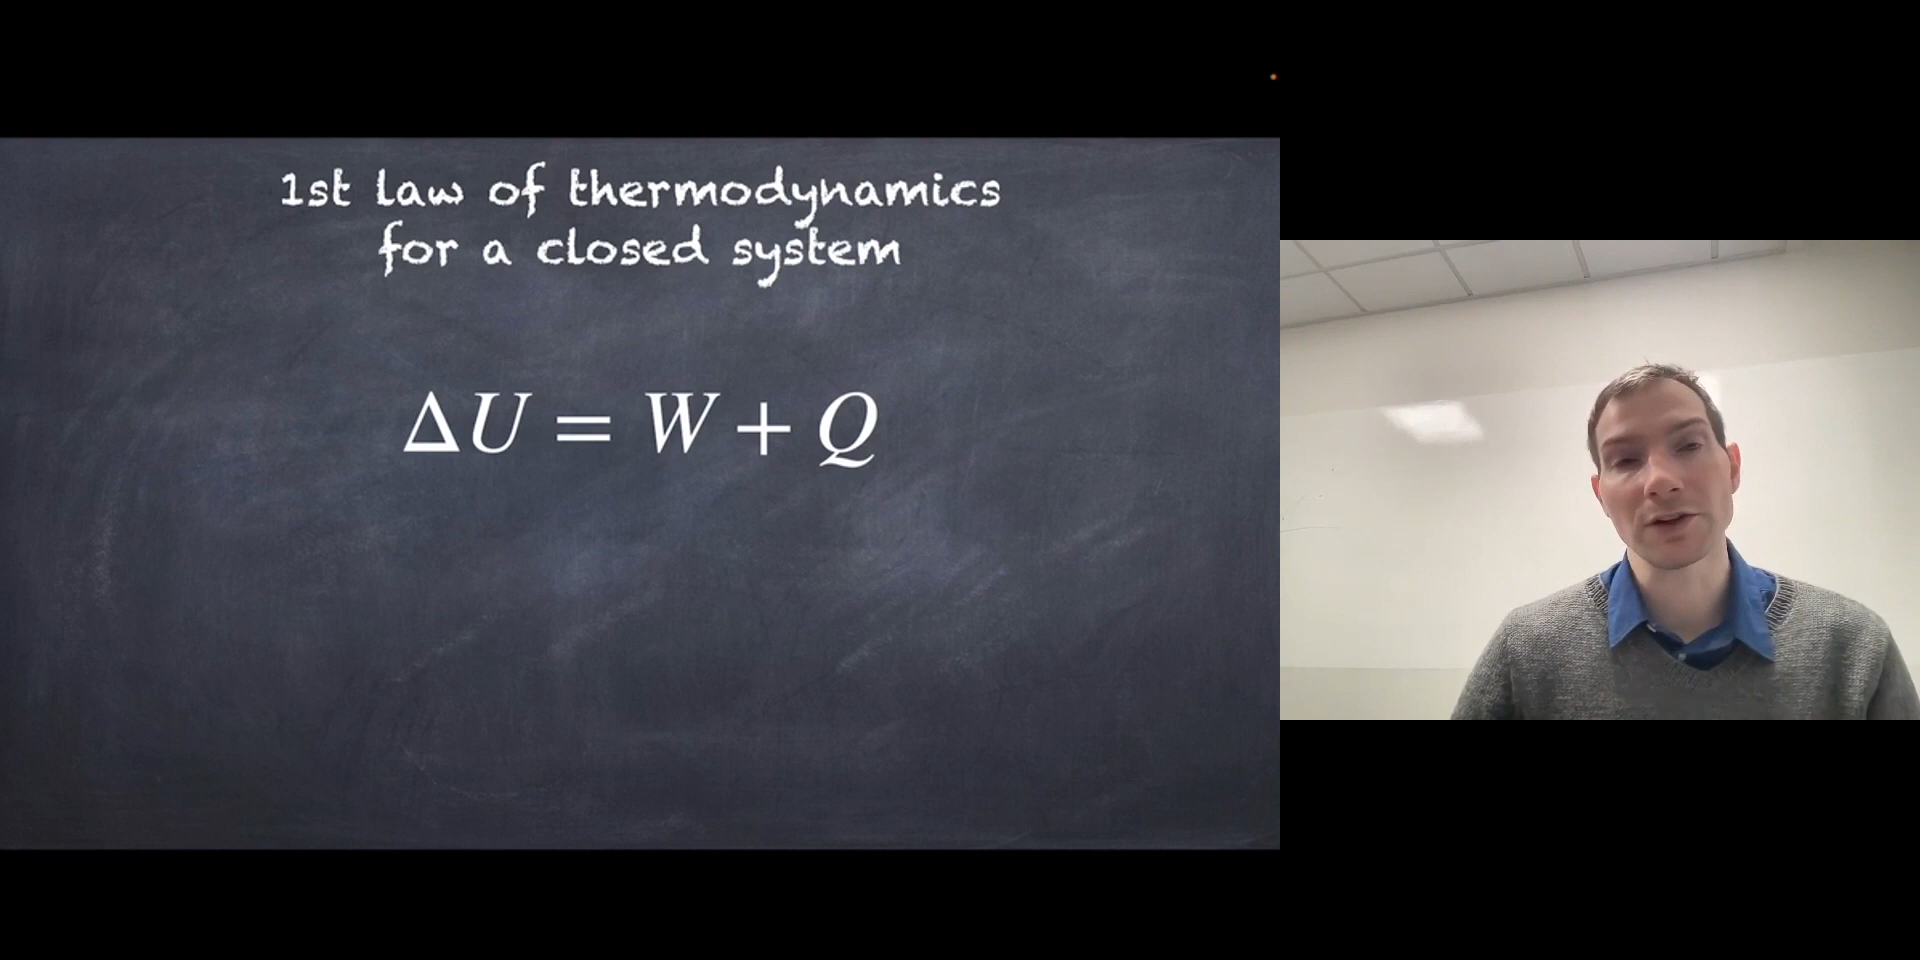 1st law of thermodynamics
for a closed system
ΔU = W + Q